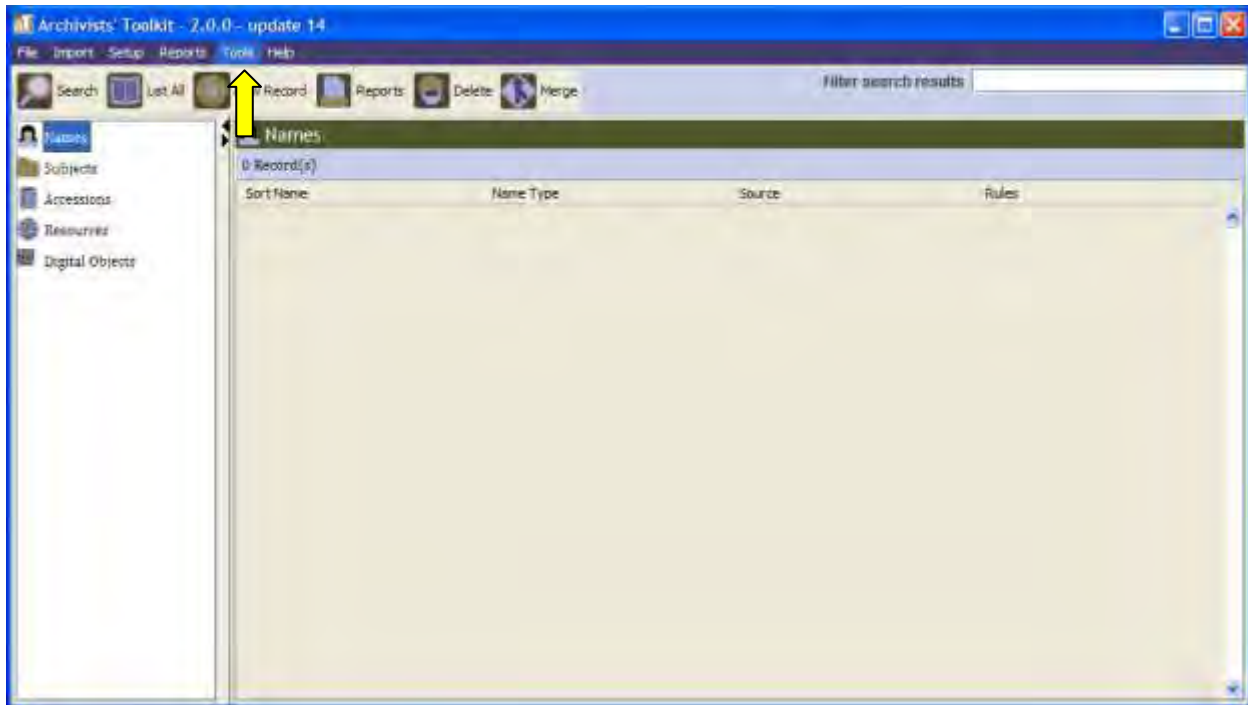 Archivists' Toolkit - 2.0.0 - update 14
File Import Setup Reports Tools Help
Search List All Record Reports Delete Merge Filter search results
Names
Subjects
Accessions
Resources
Digital Objects
Names
0 Record(s)
Sort Name Name Type Source Rules